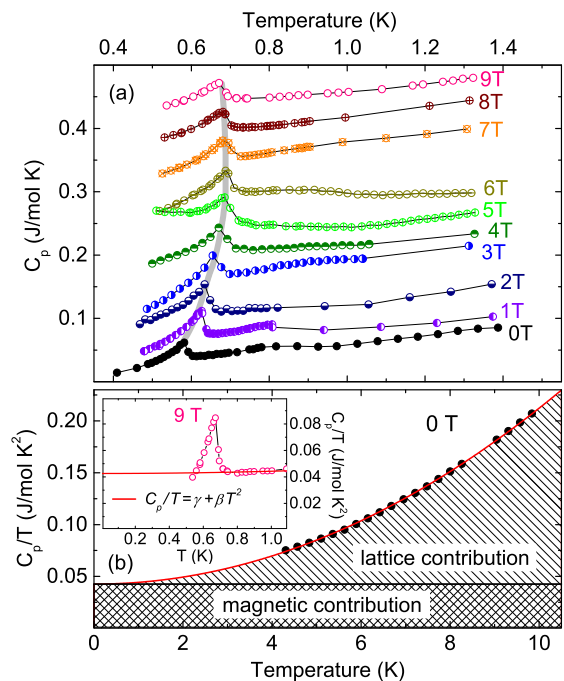 Temperature (K)
0.4 0.6 0.8 1.0 1.2 1.4
(a)
C_p (J/mol K)
0.4
0.3
0.2
0.1
9T
8T
7T
6T
5T
4T
3T
2T
1T
0T
C_p/T (J/mol K²)
0.20
0.15
0.10
0.05
9 T
0.08
0.06
0.04
0.02
C_p/T (J/mol K²)
C_p/T=γ+βT²
0.2 0.4 0.6 0.8 1.0
T (K)
0 T
(b)
lattice contribution
magnetic contribution
0 2 4 6 8 10
Temperature (K)